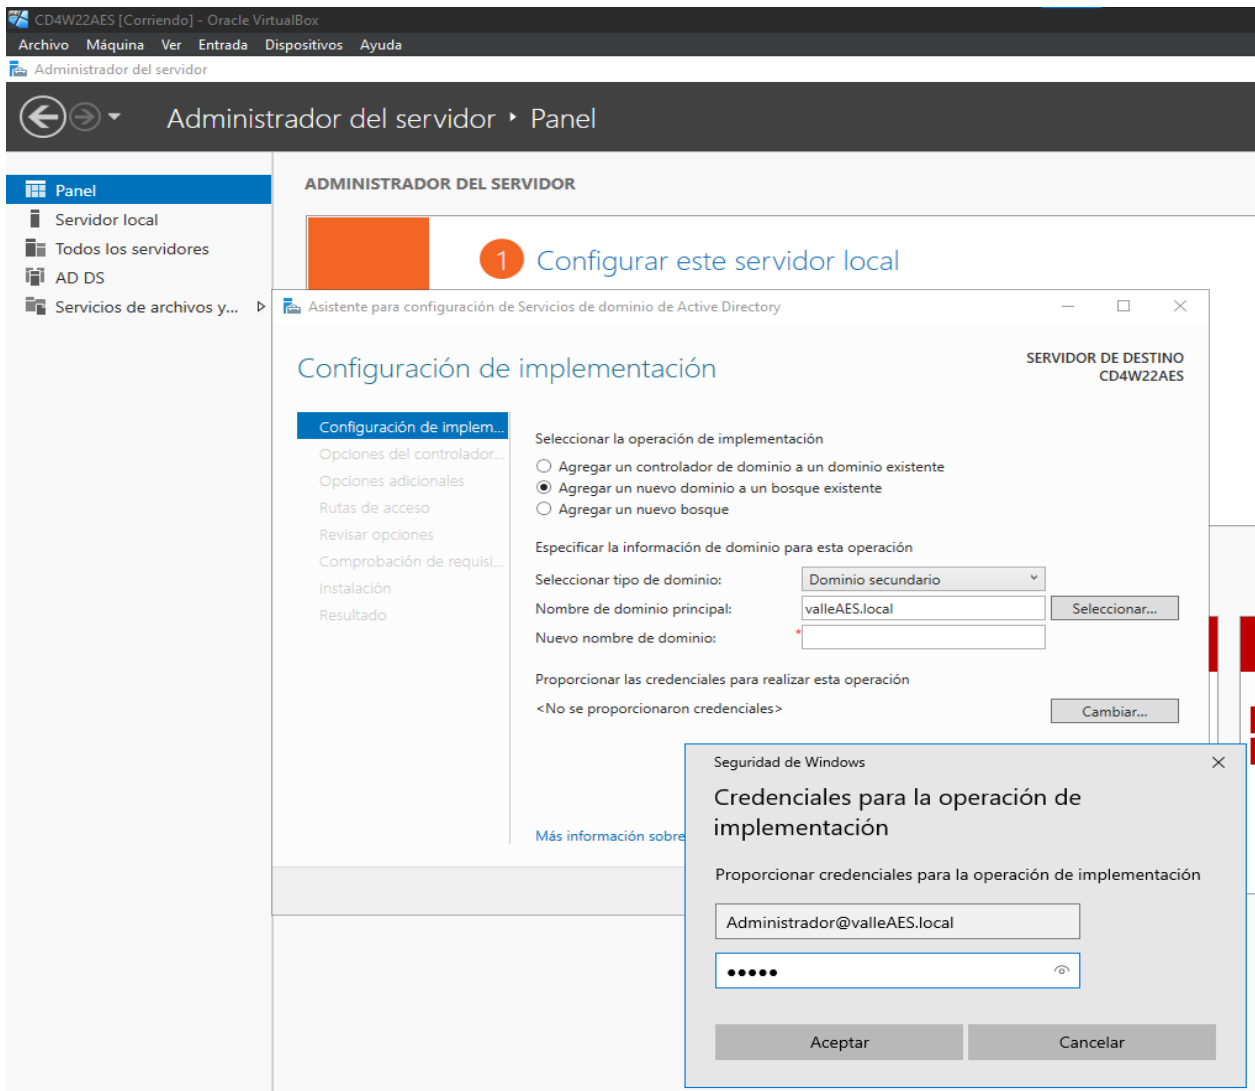 CD4W22AES [Corriendo] - Oracle VirtualBox
Archivo Máquina Ver Entrada Dispositivos Ayuda
Administrador del servidor
Administrador del servidor ‣ Panel
Panel
Servidor local
Todos los servidores
AD DS
Servicios de archivos y...
ADMINISTRADOR DEL SERVIDOR
1 Configurar este servidor local
Asistente para configuración de Servicios de dominio de Active Directory
Configuración de implementación
SERVIDOR DE DESTINO
CD4W22AES
Configuración de implem...
Opciones del controlador...
Opciones adicionales
Rutas de acceso
Revisar opciones
Comprobación de requisi...
Instalación
Resultado
Seleccionar la operación de implementación
Agregar un controlador de dominio a un dominio existente
Agregar un nuevo dominio a un bosque existente
Agregar un nuevo bosque
Especificar la información de dominio para esta operación
Seleccionar tipo de dominio: Dominio secundario
Nombre de dominio principal: valleAES.local Seleccionar...
Nuevo nombre de dominio: *
Proporcionar las credenciales para realizar esta operación
<No se proporcionaron credenciales> Cambiar...
Más información sobre
Seguridad de Windows
Credenciales para la operación de
implementación
Proporcionar credenciales para la operación de implementación
Administrador@valleAES.local
•••••
Aceptar Cancelar